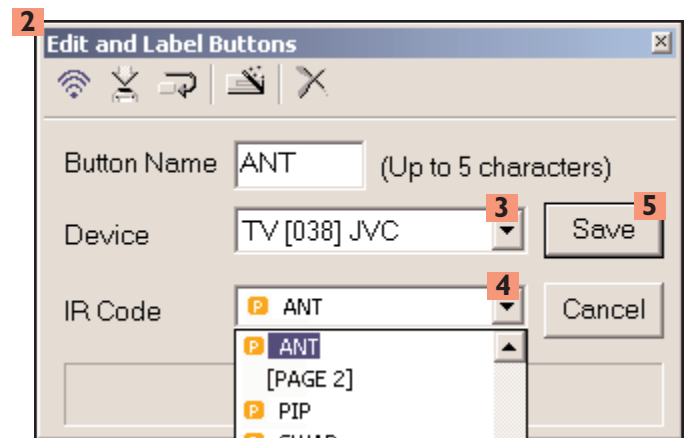 2
Edit and Label Buttons
Button Name ANT (Up to 5 characters)
3
5
Device TV [038] JVC Save
4
IR Code P ANT Cancel
P ANT
[PAGE 2]
P PIP